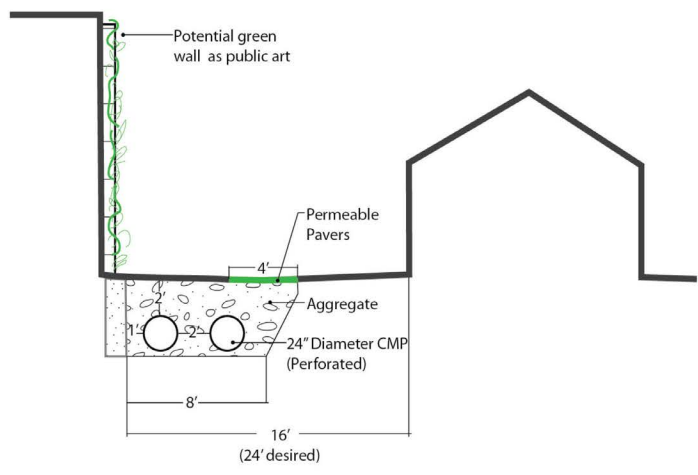 Potential green
wall as public art
Permeable
Pavers
4'
2'
Aggregate
1'
2'
24" Diameter CMP
(Perforated)
8'
16'
(24' desired)